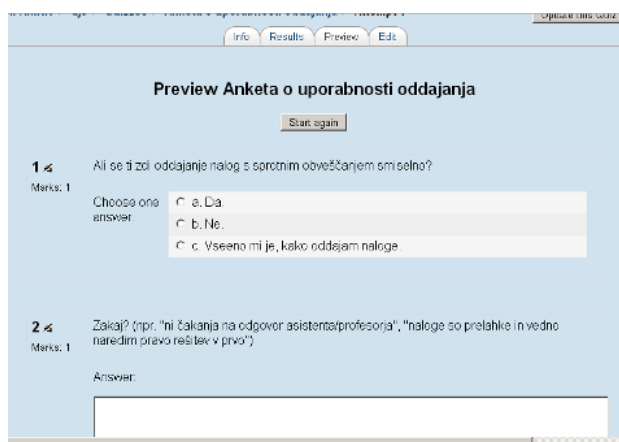 Update this Quiz
Info Results Preview Edit
Preview Anketa o uporabnosti oddajanja
Start again
1
Ali se ti zdi oddajanje nalog s sprotnim obveščanjem smiselno?
Marks: 1
Choose one answer.
a. Da.
b. Ne.
c. Vseeno mi je, kako oddajam naloge.
2
Zakaj? (npr. "ni čakanja na odgovor asistenta/profesorja", "naloge so prelahke in vedno
naredim pravo rešitev v prvo")
Marks: 1
Answer: